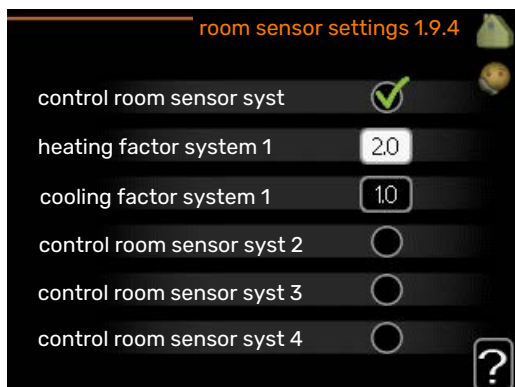 room sensor settings 1.9.4
control room sensor syst
heating factor system 1 2.0
cooling factor system 1 1.0
control room sensor syst 2
control room sensor syst 3
control room sensor syst 4
?